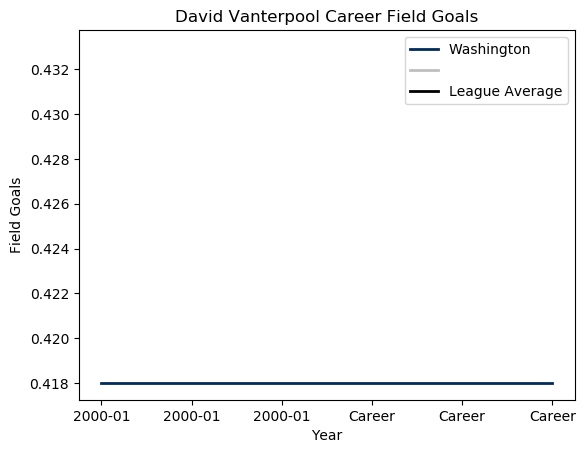 David Vanterpool Career Field Goals
Washington
League Average
0.432
0.430
0.428
0.426
0.424
0.422
0.420
0.418
Field Goals
2000-01 2000-01 2000-01 Career Career Career
Year